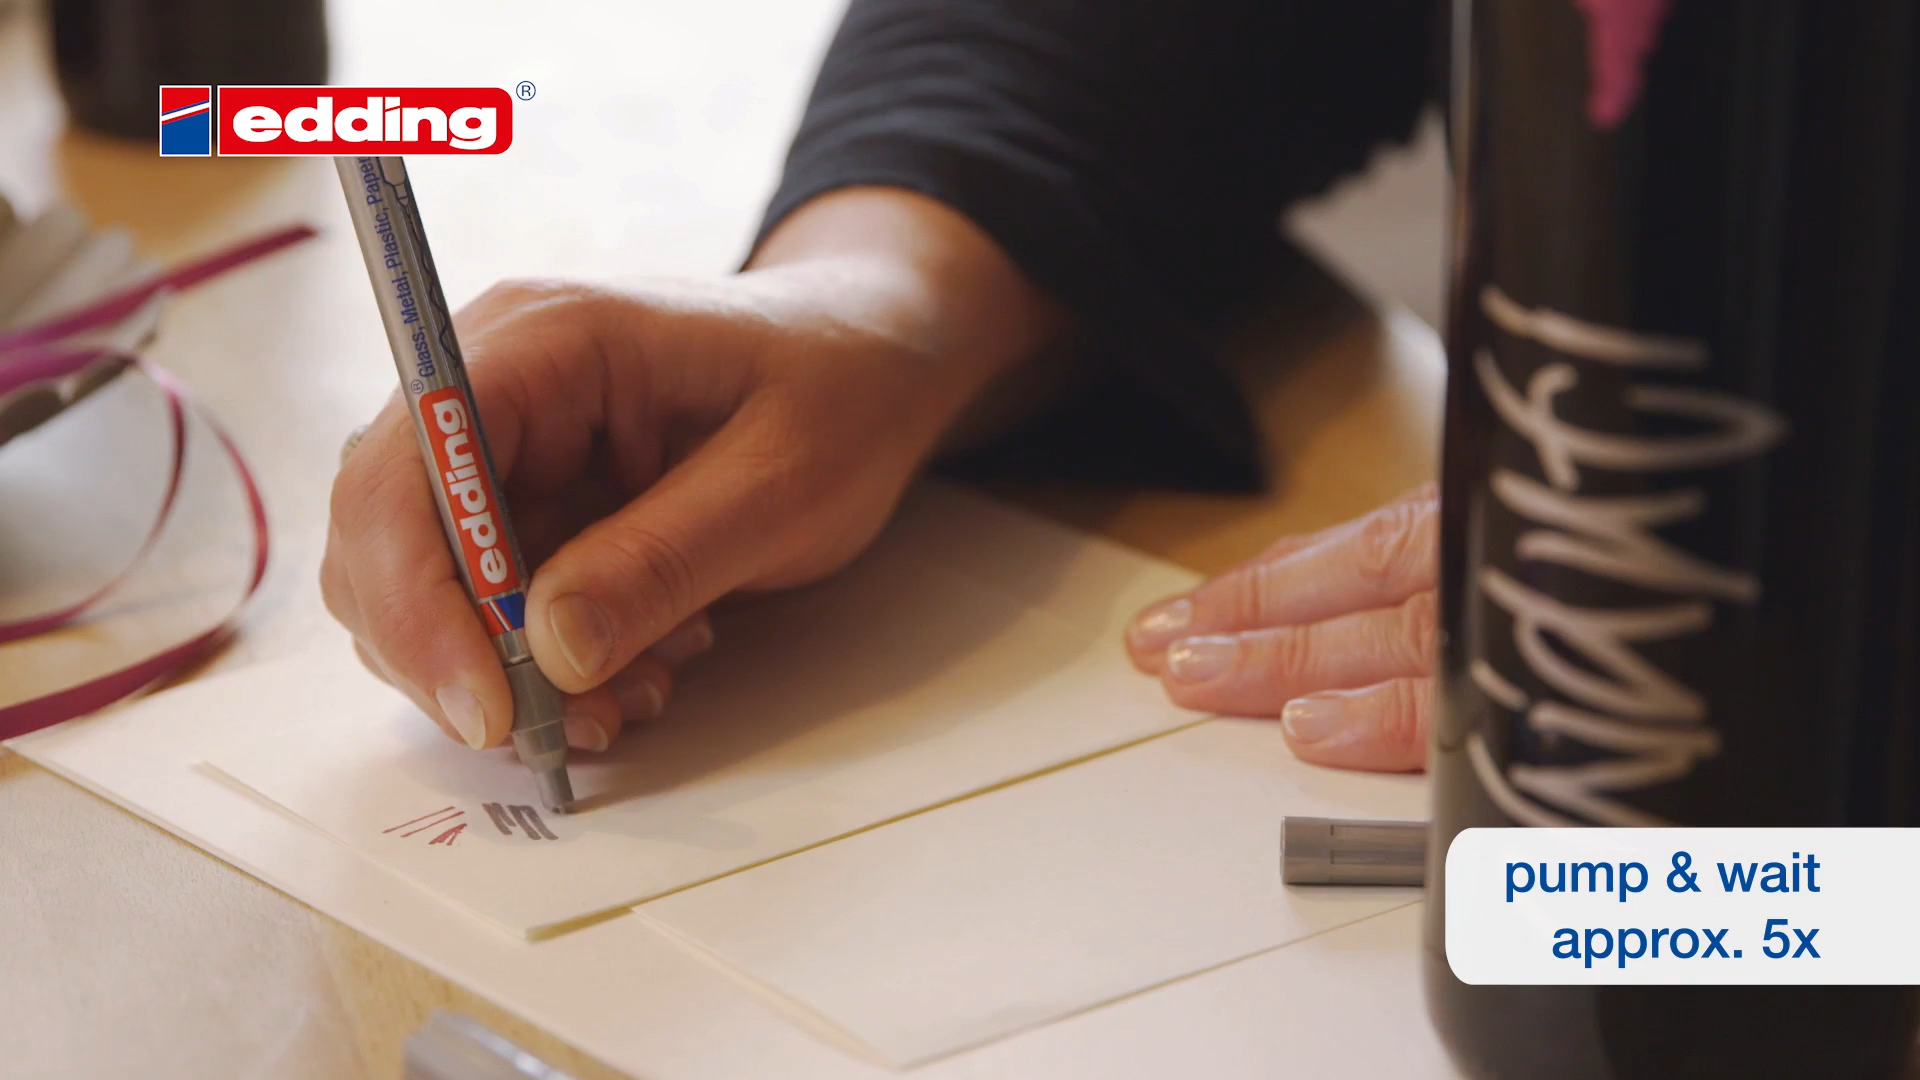 edding®
® Glass, Metal, Plastic, Paper
edding
pump & wait
approx. 5x